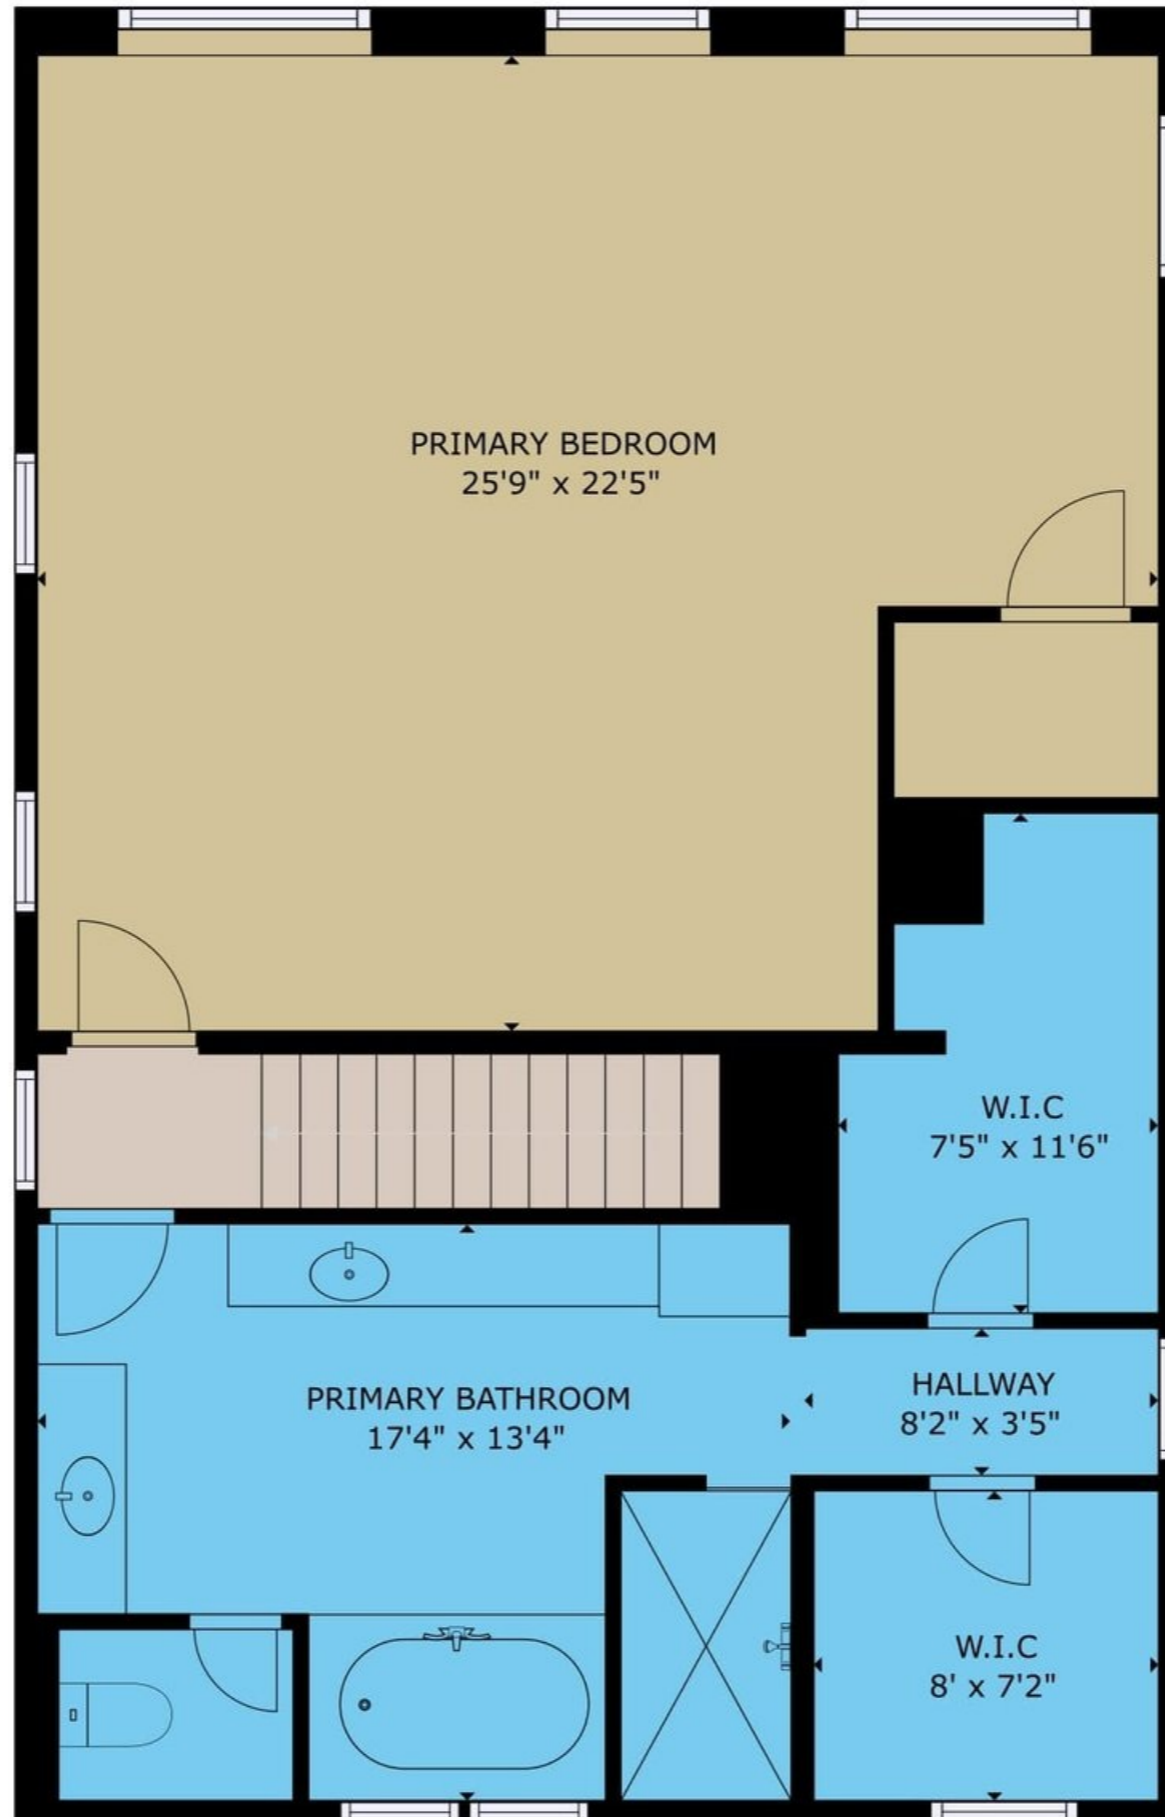 PRIMARY BEDROOM
25'9" x 22'5"
W.I.C
7'5" x 11'6"
PRIMARY BATHROOM
17'4" x 13'4"
HALLWAY
8'2" x 3'5"
W.I.C
8' x 7'2"